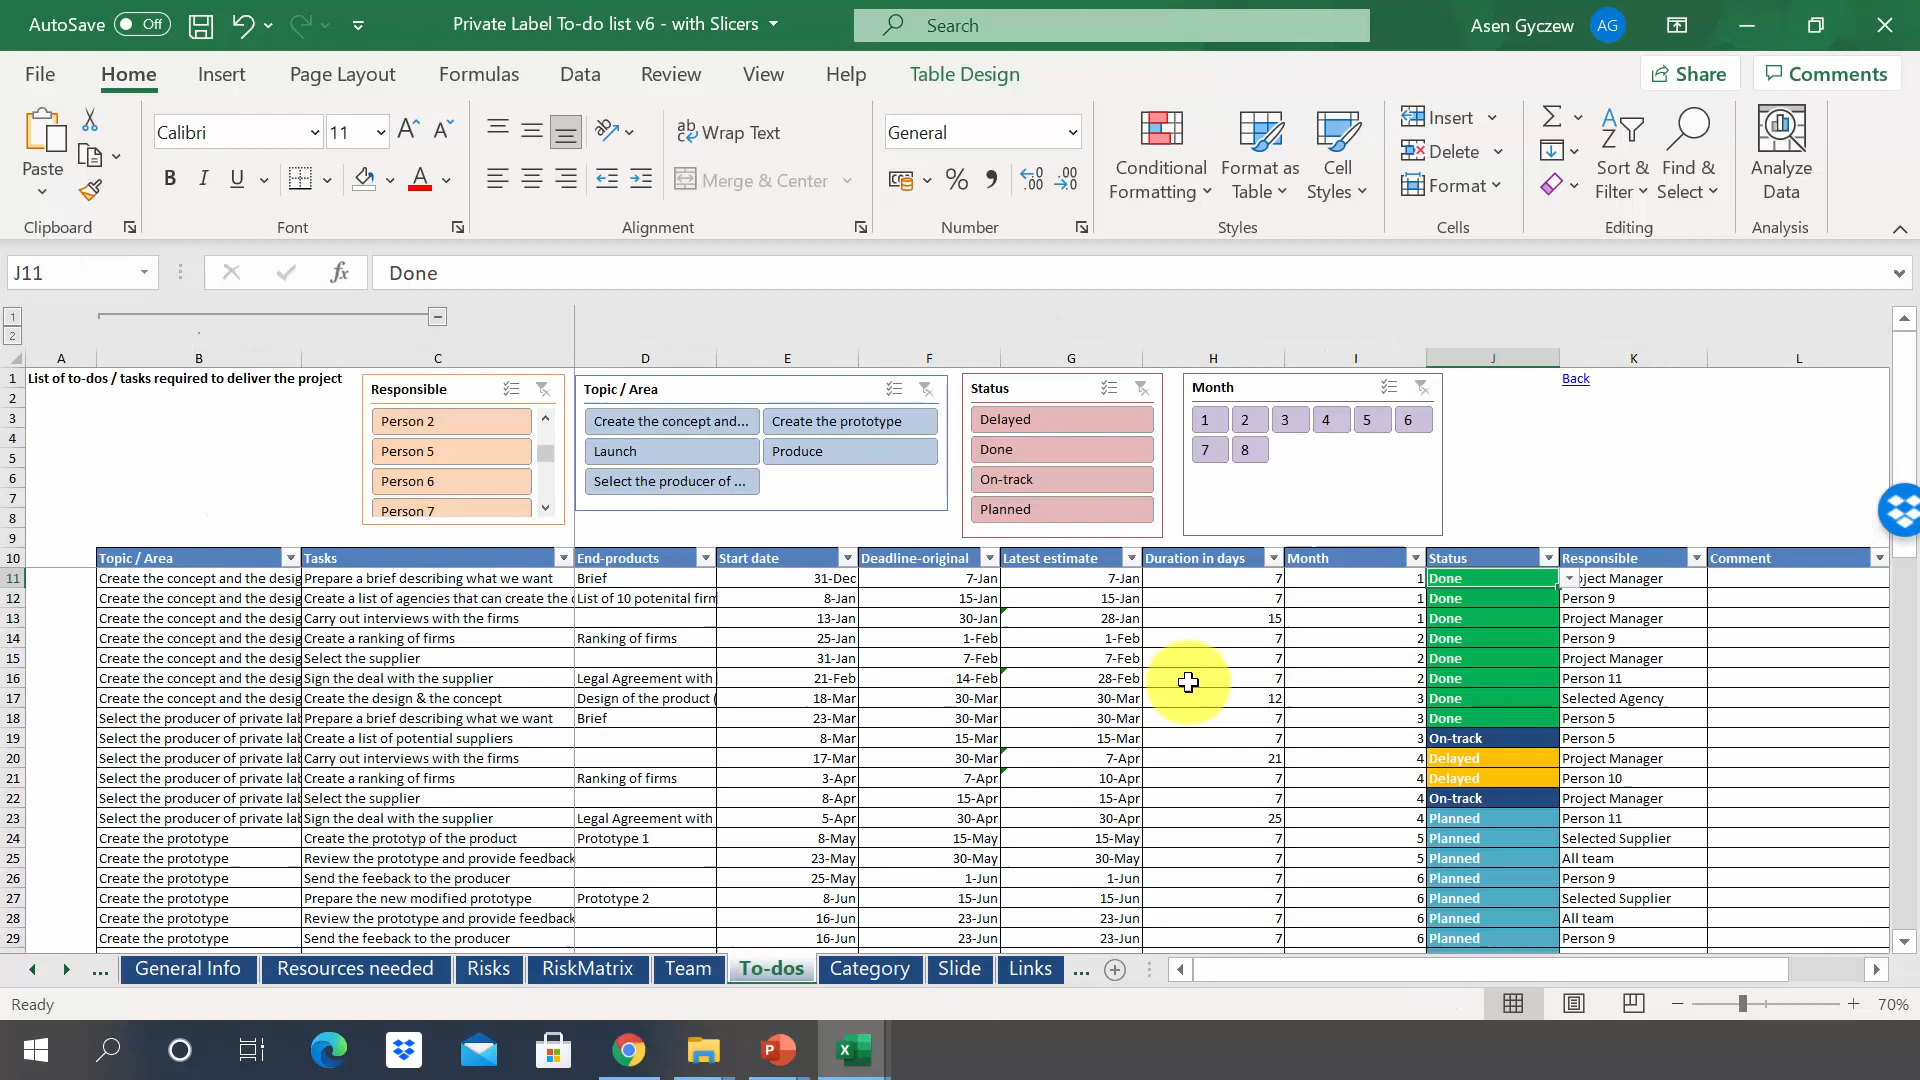 AutoSave Off Private Label To-do list v6 - with Slicers Search Asen Gyczew AG
File Home Insert Page Layout Formulas Data Review View Help Table Design Share Comments
Paste Calibri 11 Wrap Text General Conditional Formatting Format as Table Cell Styles Insert Sort & Filter Find & Select Analyze Data
B I U Merge & Center % Delete
Format
Clipboard Font Alignment Number Styles Cells Editing Analysis
J11 fx Done
1
2
A B C D E F G H I J K L
1 List of to-dos / tasks required to deliver the project Responsible Topic / Area Status Month Back
2 Person 2 Create the concept and... Create the prototype Delayed 1 2 3 4 5 6
3
4 Person 5 Launch Produce Done 7 8
5
6 Person 6 Select the producer of ... On-track
7 Person 7 Planned
8
9
10 Topic / Area Tasks End-products Start date Deadline-original Latest estimate Duration in days Month Status Responsible Comment
11 Create the concept and the desig Prepare a brief describing what we want Brief 31-Dec 7-Jan 7-Jan 7 1 Done oject Manager
12 Create the concept and the desig Create a list of agencies that can create the c List of 10 potenital firm 8-Jan 15-Jan 15-Jan 7 1 Done Person 9
13 Create the concept and the desig Carry out interviews with the firms 13-Jan 30-Jan 28-Jan 15 1 Done Project Manager
14 Create the concept and the desig Create a ranking of firms Ranking of firms 25-Jan 1-Feb 1-Feb 7 2 Done Person 9
15 Create the concept and the desig Select the supplier 31-Jan 7-Feb 7-Feb 7 2 Done Project Manager
16 Create the concept and the desig Sign the deal with the supplier Legal Agreement with 21-Feb 14-Feb 28-Feb 7 2 Done Person 11
17 Create the concept and the desig Create the design & the concept Design of the product ( 18-Mar 30-Mar 30-Mar 12 3 Done Selected Agency
18 Select the producer of private lab Prepare a brief describing what we want Brief 23-Mar 30-Mar 30-Mar 7 3 Done Person 5
19 Select the producer of private lab Create a list of potential suppliers 8-Mar 15-Mar 15-Mar 7 3 On-track Person 5
20 Select the producer of private lab Carry out interviews with the firms 17-Mar 30-Mar 7-Apr 21 4 Delayed Project Manager
21 Select the producer of private lab Create a ranking of firms Ranking of firms 3-Apr 7-Apr 10-Apr 7 4 Delayed Person 10
22 Select the producer of private lab Select the supplier 8-Apr 15-Apr 15-Apr 7 4 On-track Project Manager
23 Select the producer of private lab Sign the deal with the supplier Legal Agreement with 5-Apr 30-Apr 30-Apr 25 4 Planned Person 11
24 Create the prototype Create the prototyp of the product Prototype 1 8-May 15-May 15-May 7 5 Planned Selected Supplier
25 Create the prototype Review the prototype and provide feedback 23-May 30-May 30-May 7 5 Planned All team
26 Create the prototype Send the feeback to the producer 25-May 1-Jun 1-Jun 7 6 Planned Person 9
27 Create the prototype Prepare the new modified prototype Prototype 2 8-Jun 15-Jun 15-Jun 7 6 Planned Selected Supplier
28 Create the prototype Review the prototype and provide feedback 16-Jun 23-Jun 23-Jun 7 6 Planned All team
29 Create the prototype Send the feeback to the producer 16-Jun 23-Jun 23-Jun 7 6 Planned Person 9
... General Info Resources needed Risks RiskMatrix Team To-dos Category Slide Links ...
Ready 70%